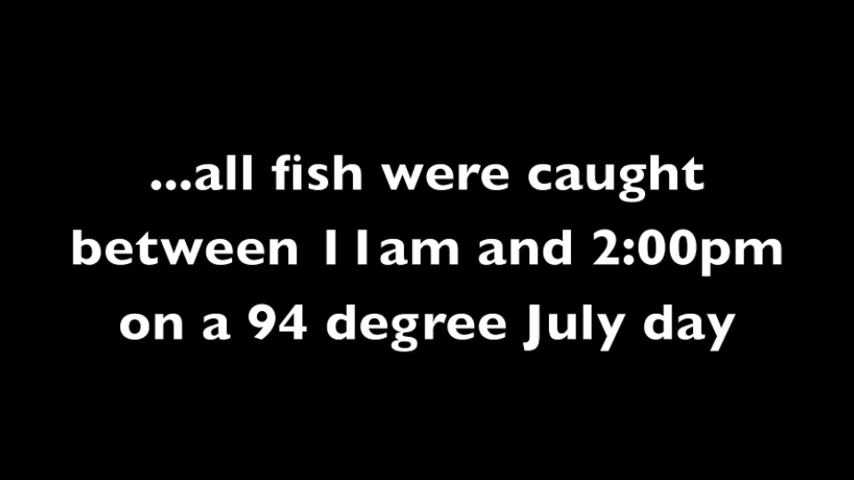 ...all fish were caught
between 11am and 2:00pm
on a 94 degree July day